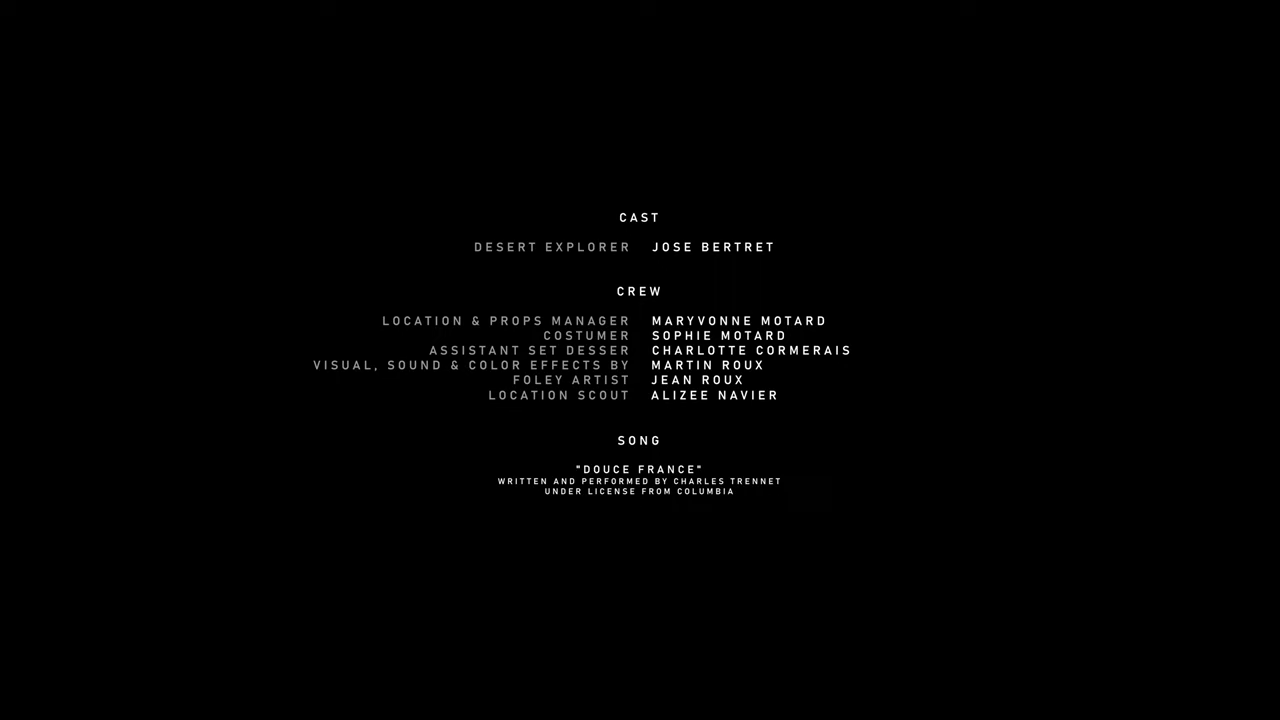 CAST
DESERT EXPLORER JOSE BERTRET
CREW
LOCATION & PROPS MANAGER MARYVONNE MOTARD
COSTUMER SOPHIE MOTARD
ASSISTANT SET DESSER CHARLOTTE CORMERAIS
VISUAL, SOUND & COLOR EFFECTS BY MARTIN ROUX
FOLEY ARTIST JEAN ROUX
LOCATION SCOUT ALIZEE NAVIER
SONG
"DOUCE FRANCE"
WRITTEN AND PERFORMED BY CHARLES TRENNET
UNDER LICENSE FROM COLUMBIA